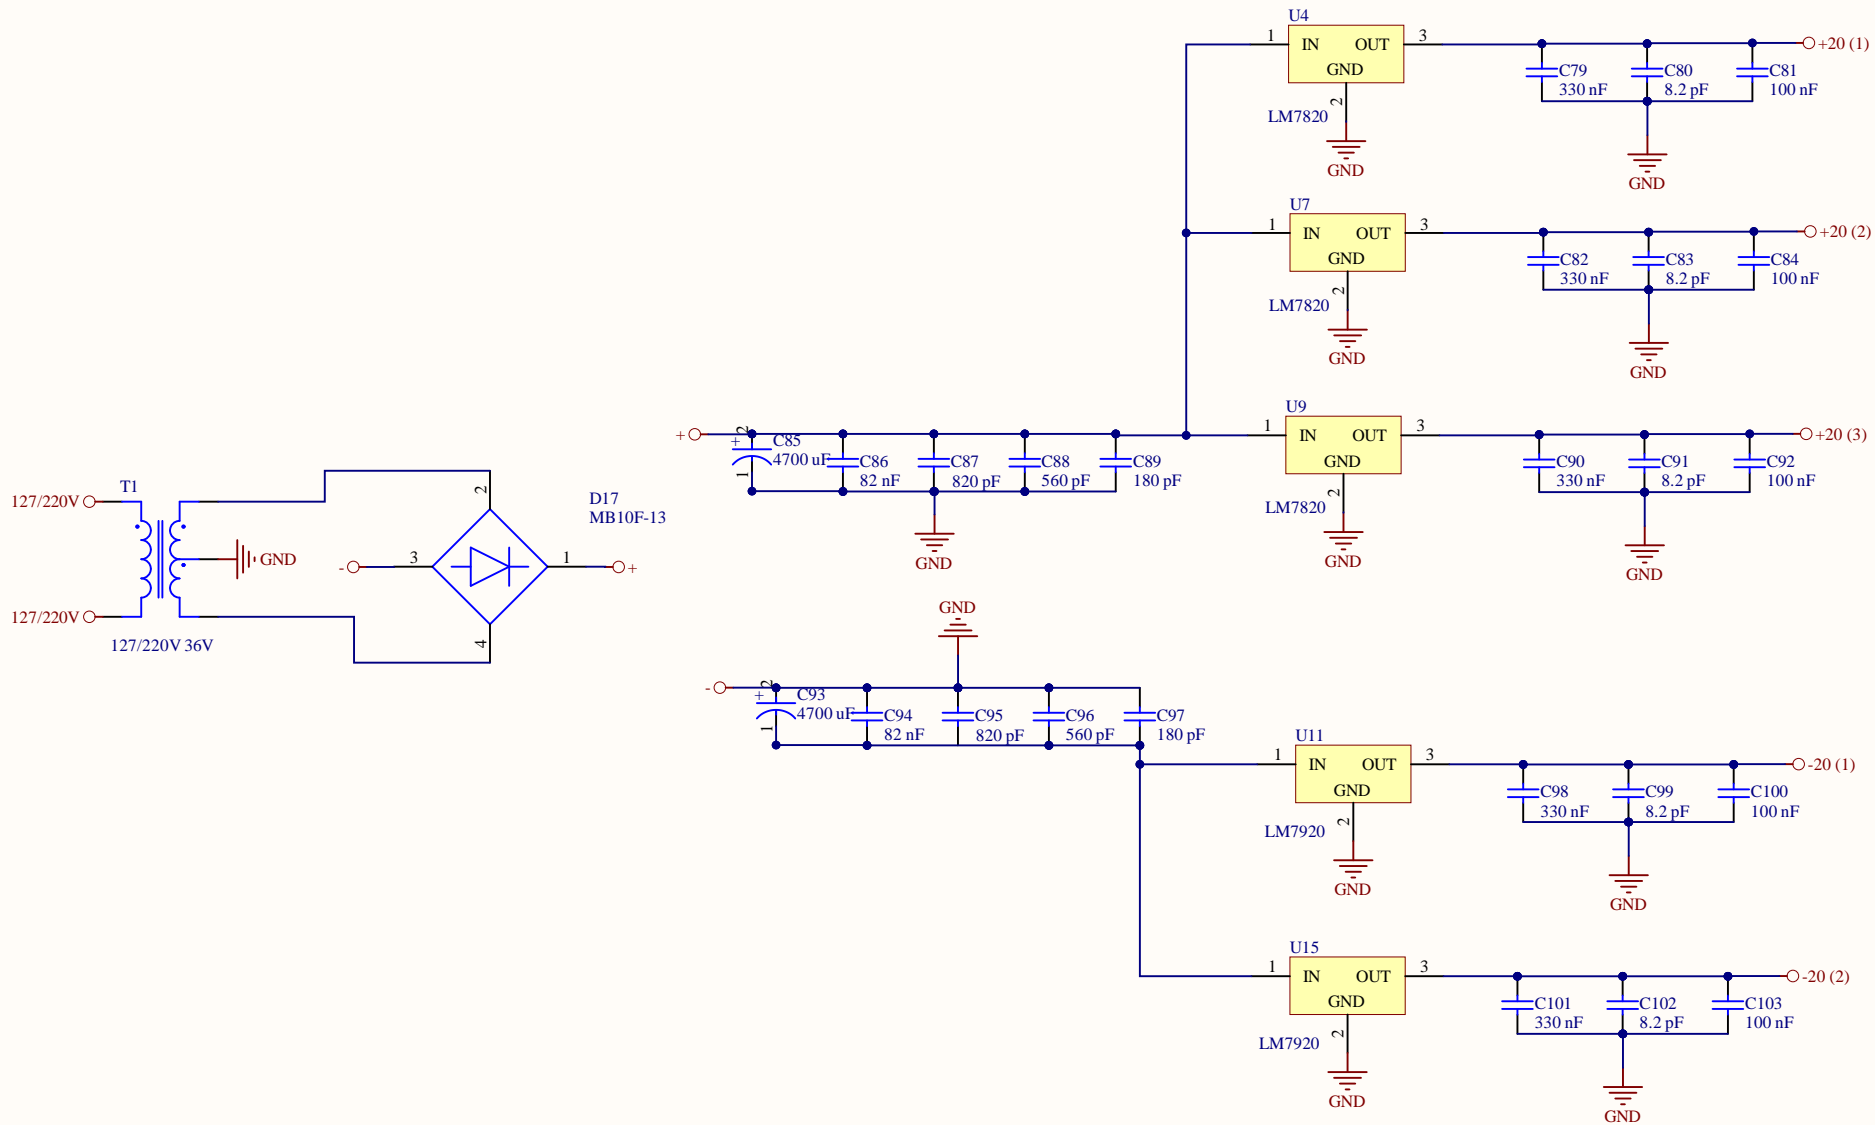 U4
1 IN OUT 3
GND
2
LM7820
GND
+20 (1)
C79
330 nF
C80
8.2 pF
C81
100 nF
GND
U7
1 IN OUT 3
GND
2
LM7820
GND
+20 (2)
C82
330 nF
C83
8.2 pF
C84
100 nF
GND
+
2
+
C85
4700 uF
1
C86
82 nF
C87
820 pF
C88
560 pF
C89
180 pF
GND
U9
1 IN OUT 3
GND
2
LM7820
GND
+20 (3)
C90
330 nF
C91
8.2 pF
C92
100 nF
GND
T1
127/220V
GND
127/220V
127/220V 36V
2
D17
MB10F-13
- 3
1 +
4
GND
-
2
+
C93
4700 uF
1
C94
82 nF
C95
820 pF
C96
560 pF
C97
180 pF
U11
1 IN OUT 3
GND
2
LM7920
GND
-20 (1)
C98
330 nF
C99
8.2 pF
C100
100 nF
GND
U15
1 IN OUT 3
GND
2
LM7920
GND
-20 (2)
C101
330 nF
C102
8.2 pF
C103
100 nF
GND